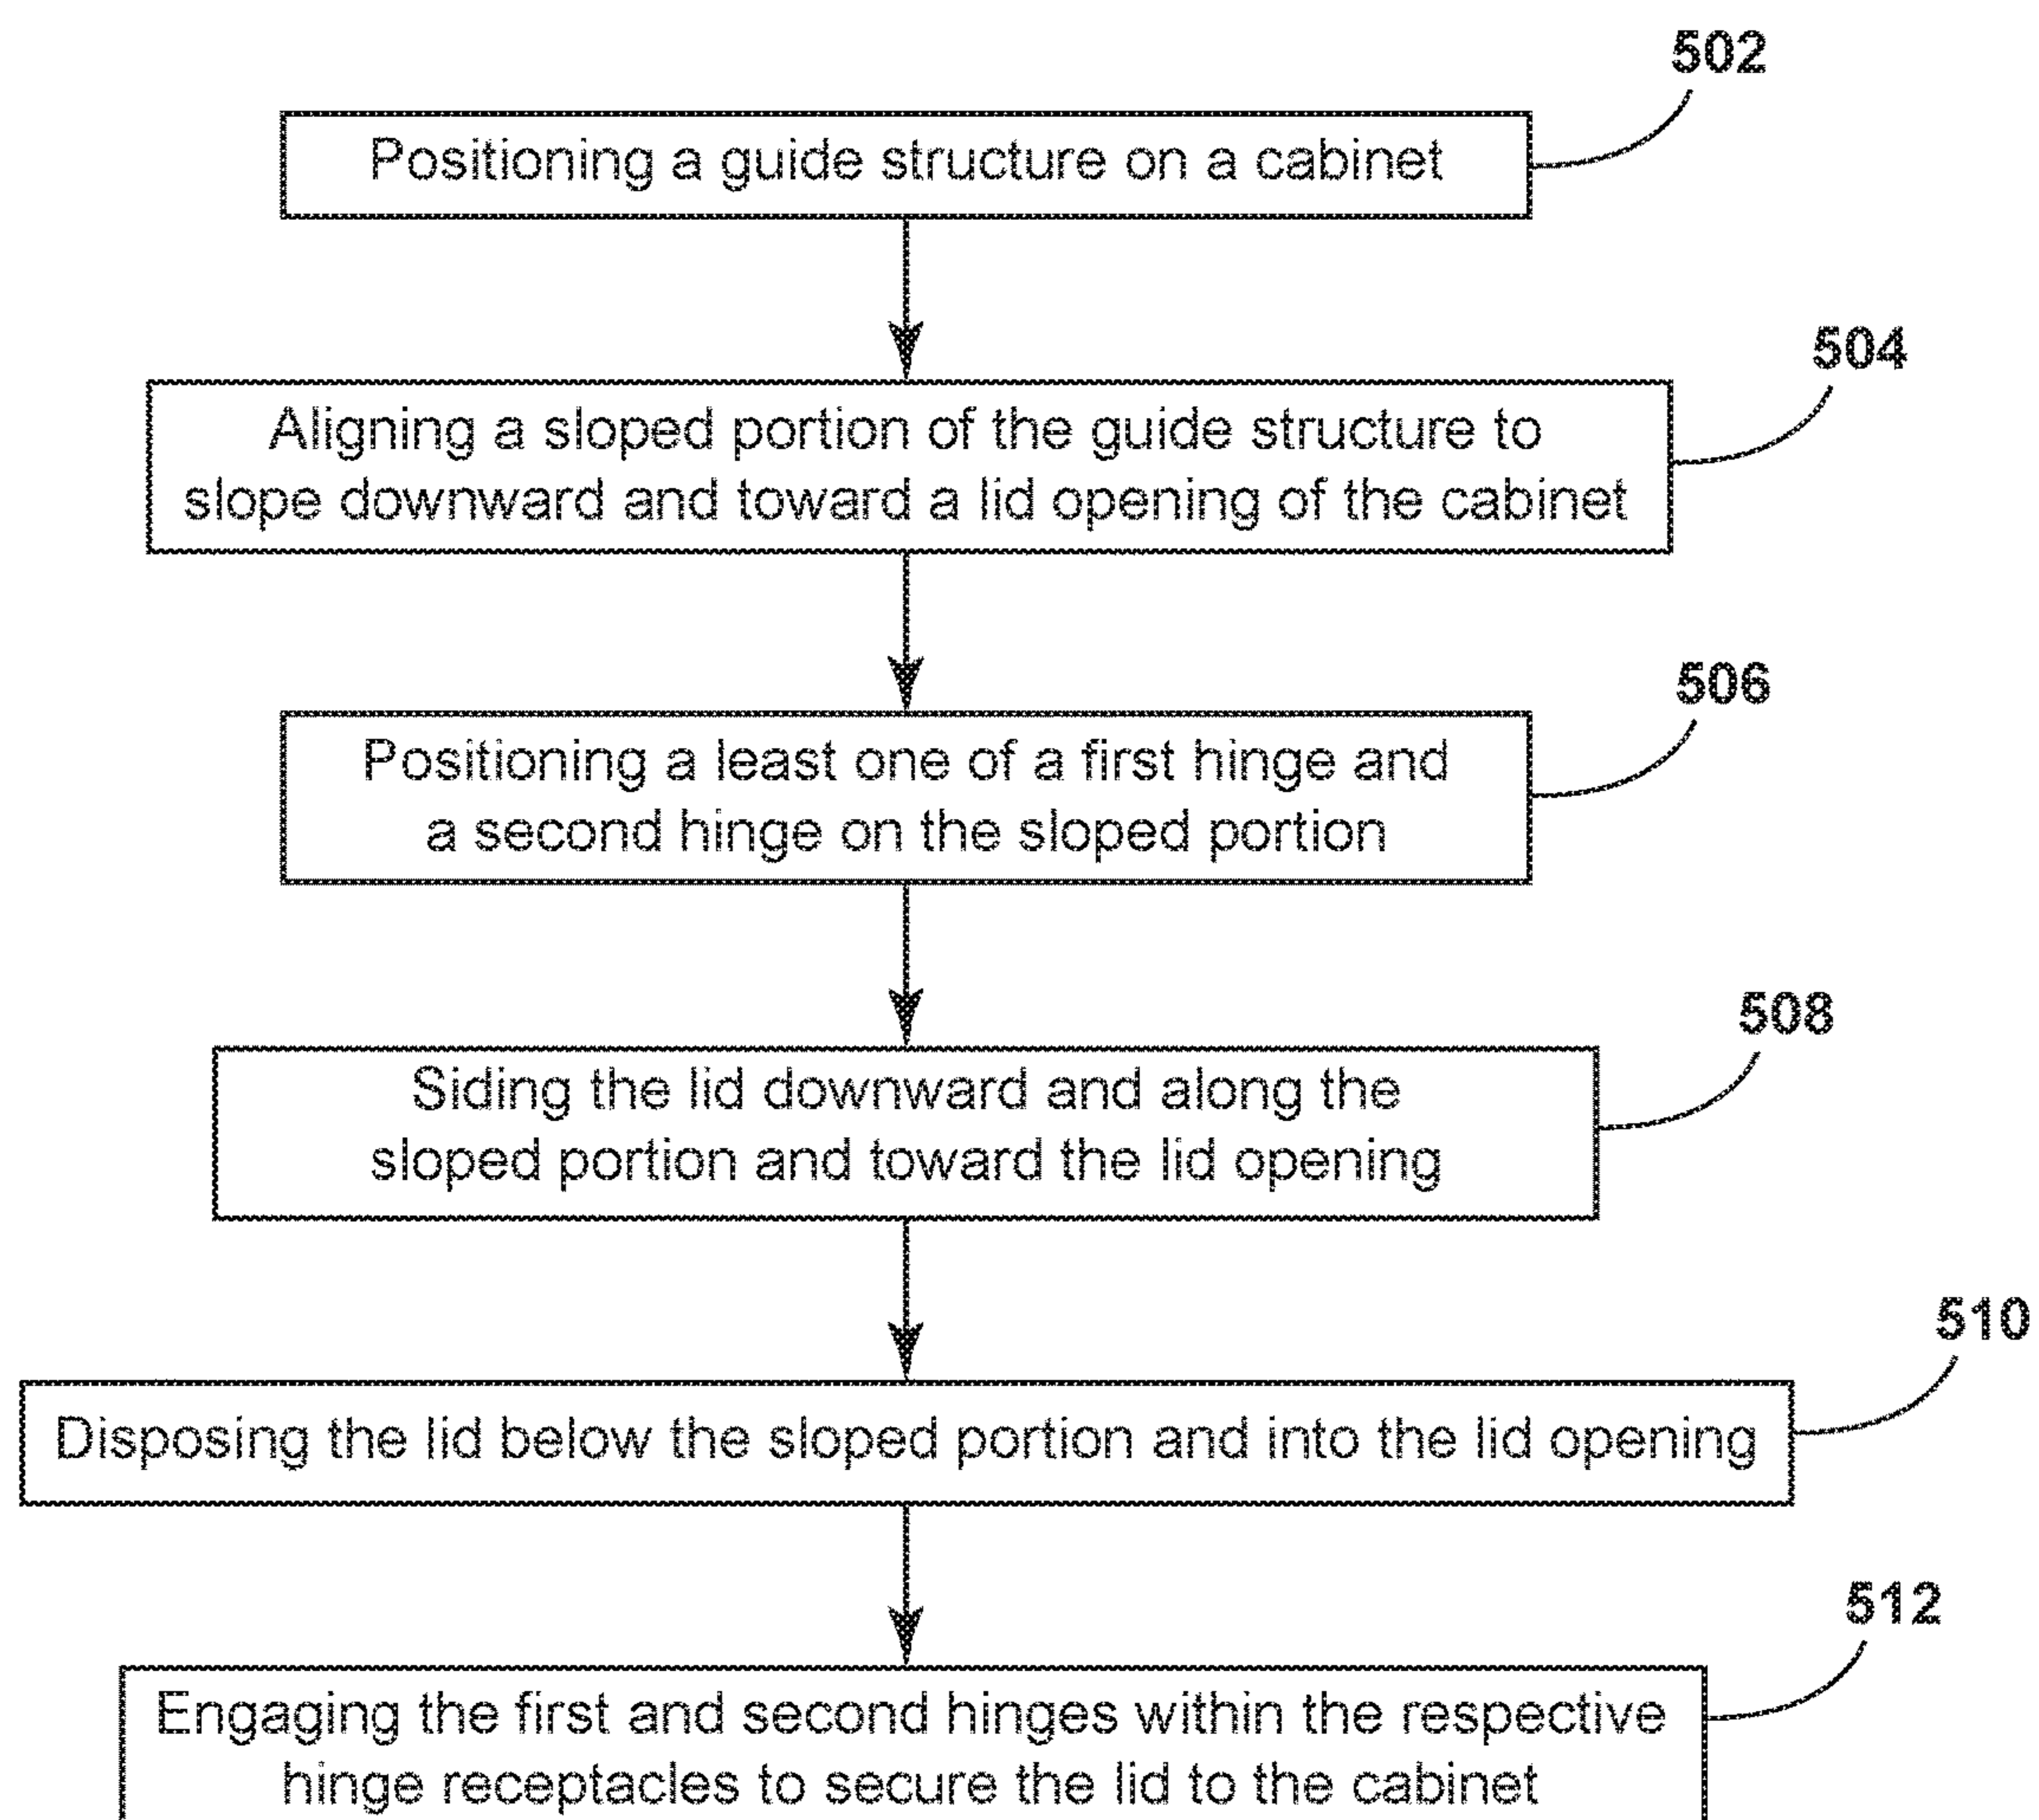 502
Positioning a guide structure on a cabinet
504
Aligning a sloped portion of the guide structure to
slope downward and toward a lid opening of the cabinet
506
Positioning a least one of a first hinge and
a second hinge on the sloped portion
508
Siding the lid downward and along the
sloped portion and toward the lid opening
510
Disposing the lid below the sloped portion and into the lid opening
512
Engaging the first and second hinges within the respective
hinge receptacles to secure the lid to the cabinet